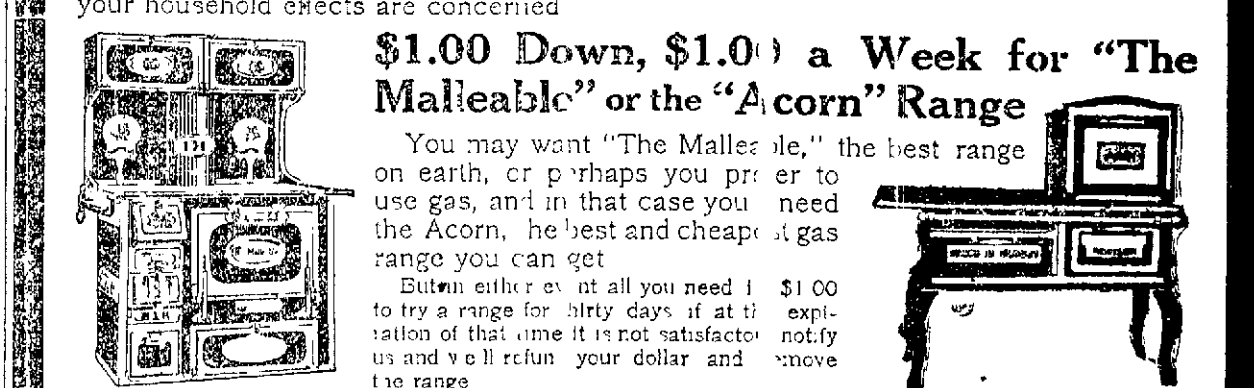 your household effects are concerned
$1.00 Down, $1.00 a Week for “The
Malleable” or the “Acorn” Range
You may want "The Malleable," the best range
on earth, or perhaps you prefer to
use gas, and in that case you need
the Acorn, the best and cheapest gas
range you can get
But in either event all you need is $1 00
to try a range for thirty days if at the expi-
ration of that time it is not satisfactory notify
us and we'll refund your dollar and remove
the range